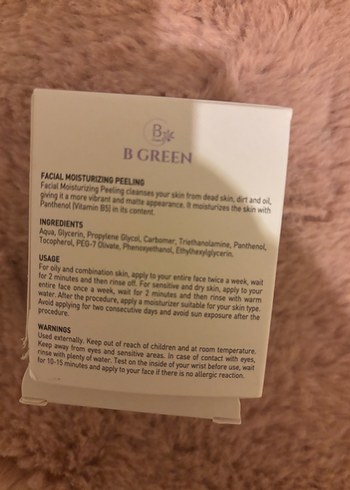 B
B GREEN
FACIAL MOISTURIZING PEELING
Facial Moisturizing Peeling cleanses your skin from dead skin, dirt and oil,
giving it a more vibrant and matte appearance. It moisturizes the skin with
Panthenol (Vitamin B5) in its content.
INGREDIENTS
Aqua, Glycerin, Propylene Glycol, Carbomer, Triethanolamine, Panthenol,
Tocopherol, PEG-7 Olivate, Phenoxyethanol, Ethylhexylglycerin.
USAGE
For oily and combination skin, apply to your entire face twice a week, wait
for 2 minutes and then rinse off. For sensitive and dry skin, apply to your
entire face once a week, wait for 2 minutes and then rinse with warm
water. After the procedure, apply a moisturizer suitable for your skin type.
Avoid applying for two consecutive days and avoid sun exposure after the
procedure.
WARNINGS
Used externally. Keep out of reach of children and at room temperature.
Keep away from eyes and sensitive areas. In case of contact with eyes,
rinse with plenty of water. Test on the inside of your wrist before use, wait
for 10-15 minutes and apply to your face if there is no allergic reaction.